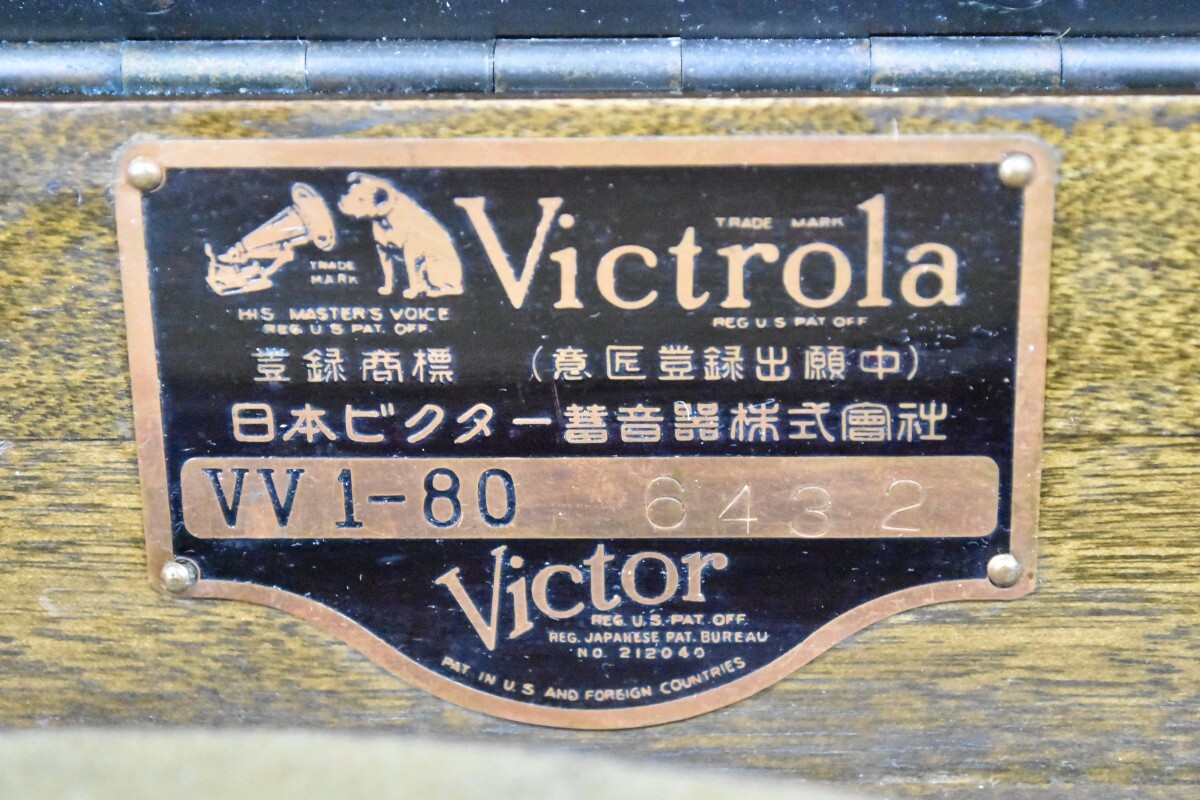 Victrola
TRADE MARK
REG U S PAT OFF
TRADE
MARK
HIS MASTER'S VOICE
REG. U S PAT. OFF.
登録商標 (意匠登録出願中)
日本ビクター蓄音器株式會社
VV 1-80 6432
Victor
REG. U.S. PAT. OFF.
REG. JAPANESE PAT. BUREAU
NO. 212040
PAT. IN U.S AND FOREIGN COUNTRIES